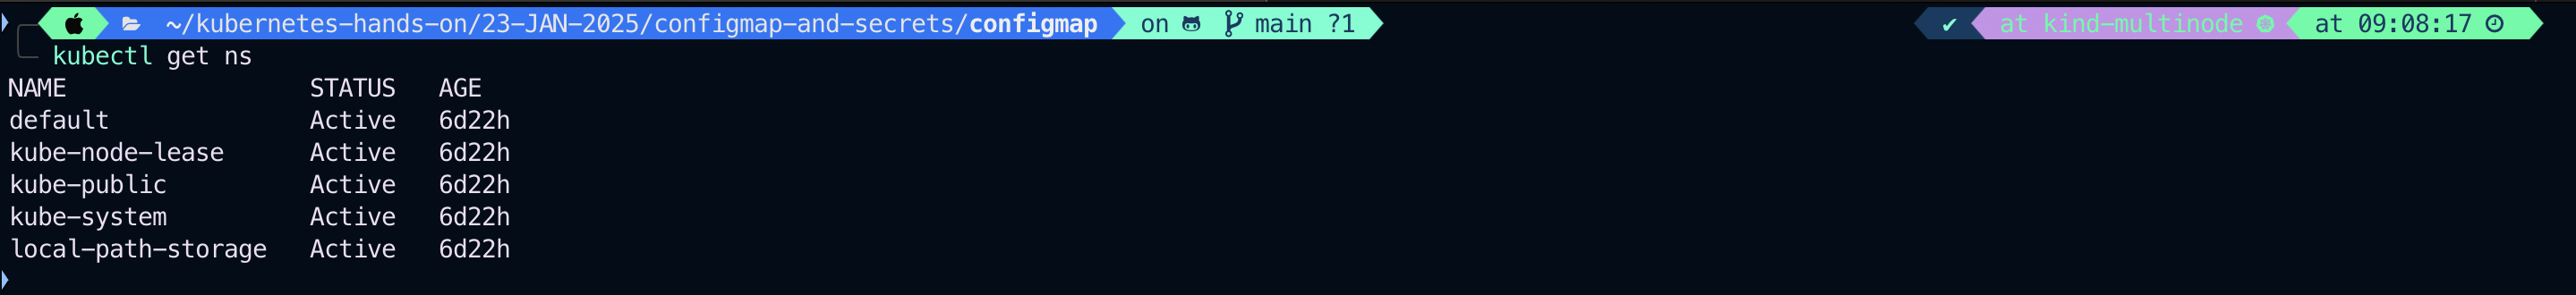 ~/kubernetes-hands-on/23-JAN-2025/configmap-and-secrets/configmap on main ?1 ✔ at kind-multinode at 09:08:17
kubectl get ns
NAME STATUS AGE
default Active 6d22h
kube-node-lease Active 6d22h
kube-public Active 6d22h
kube-system Active 6d22h
local-path-storage Active 6d22h